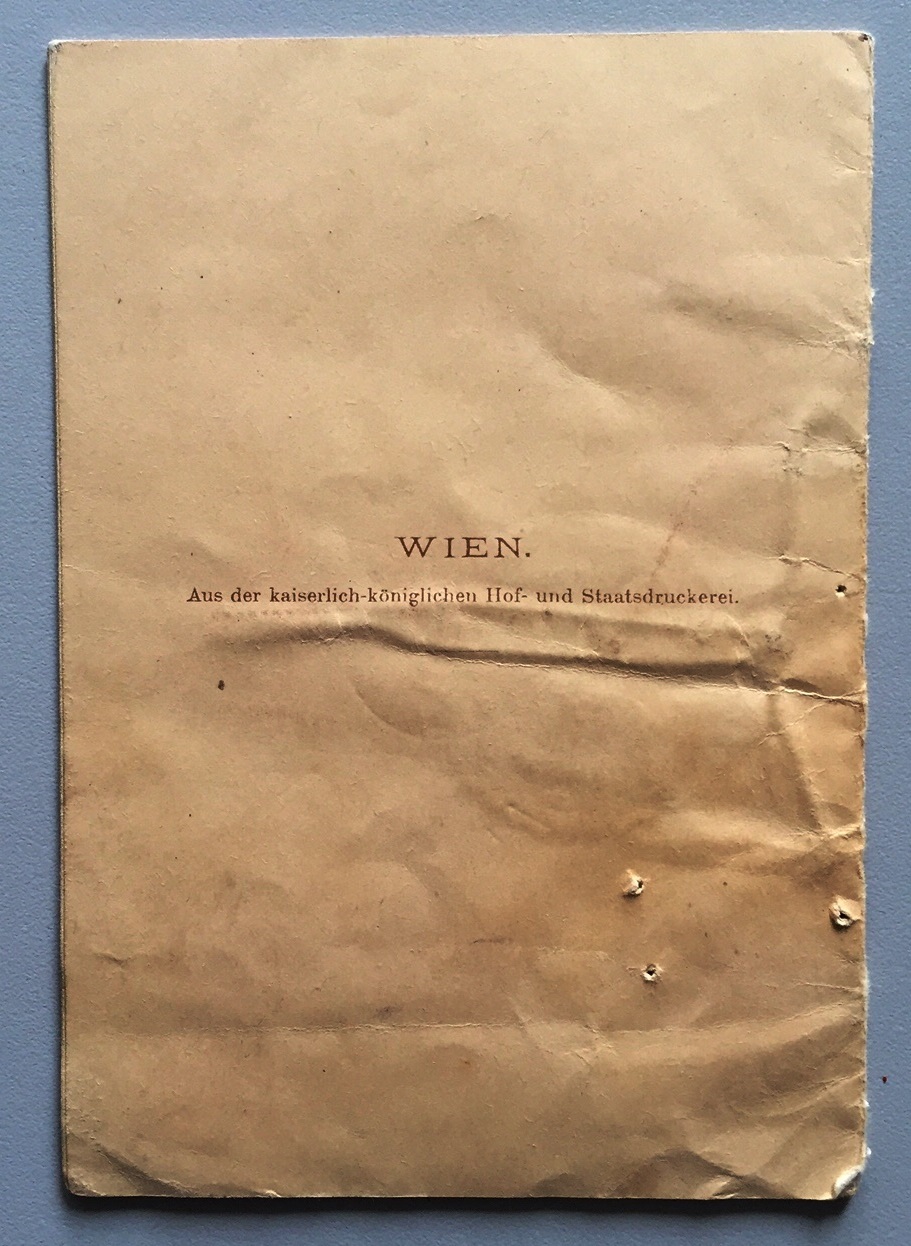 WIEN.
Aus der kaiserlich-königlichen Hof- und Staatsdruckerei.